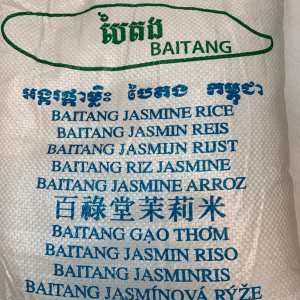 បៃតង
BAITANG
អង្ករផ្កាម្លិះ បៃតង កម្ពុជា
BAITANG JASMINE RICE
BAITANG JASMIN REIS
BAITANG JASMIJN RIJST
BAITANG RIZ JASMINE
BAITANG JASMINE ARROZ
百祿堂茉莉米
BAITANG GẠO THƠM
BAITANG JASMIN RISO
BAITANG JASMINRIS
BAITANG JASMÍNOVÁ RÝŽE